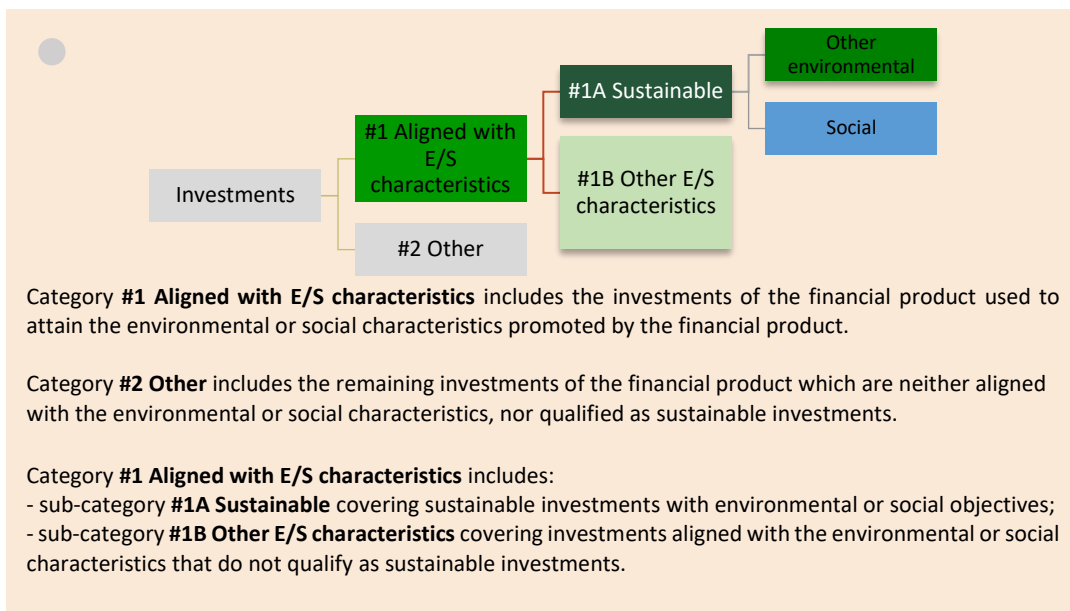 Other
environmental
#1A Sustainable
Social
#1 Aligned with
E/S
characteristics
#1B Other E/S
characteristics
Investments
#2 Other
Category #1 Aligned with E/S characteristics includes the investments of the financial product used to
attain the environmental or social characteristics promoted by the financial product.
Category #2 Other includes the remaining investments of the financial product which are neither aligned
with the environmental or social characteristics, nor qualified as sustainable investments.
Category #1 Aligned with E/S characteristics includes:
- sub-category #1A Sustainable covering sustainable investments with environmental or social objectives;
- sub-category #1B Other E/S characteristics covering investments aligned with the environmental or social
characteristics that do not qualify as sustainable investments.